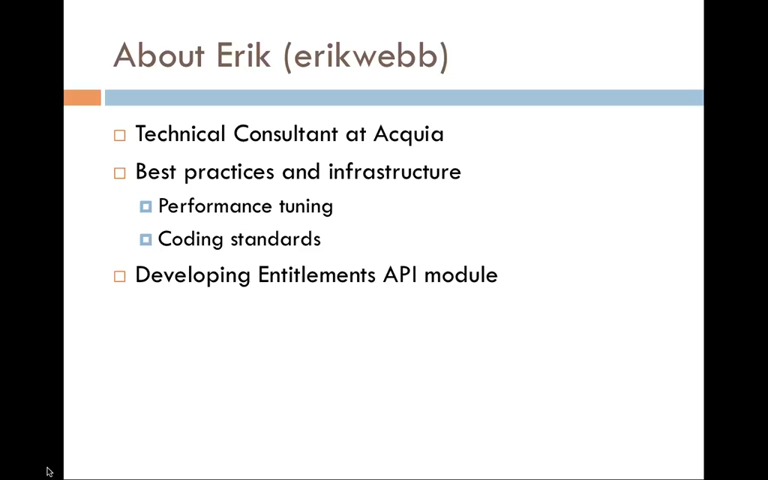 About Erik (erikwebb)
Technical Consultant at Acquia
Best practices and infrastructure
Performance tuning
Coding standards
Developing Entitlements API module